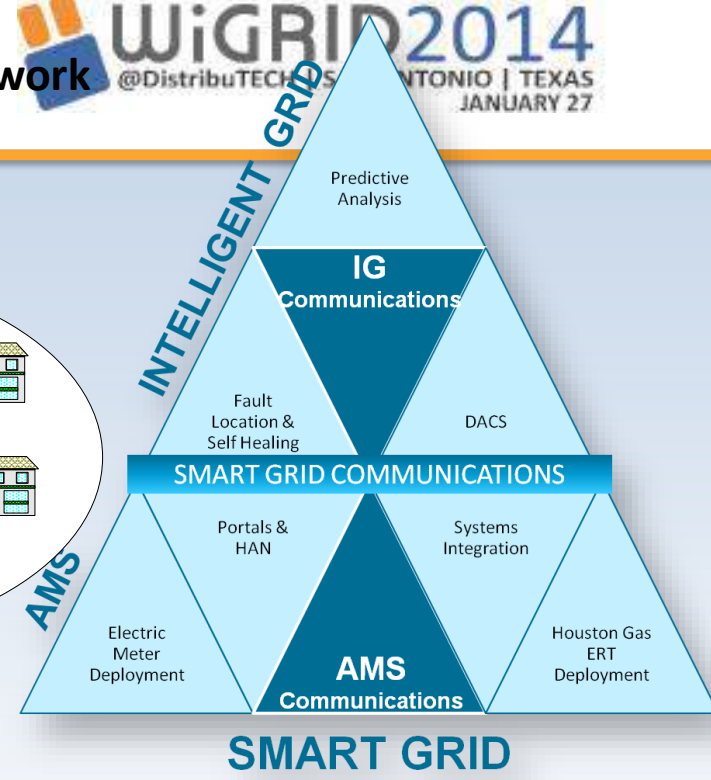 WiGRID2014
work
@DistribuTECH | S NTONIO | TEXAS
JANUARY 27
INTELLIGENT GRID
Predictive
Analysis
IG
Communications
Fault
Location &
Self Healing
DACS
SMART GRID COMMUNICATIONS
Portals &
HAN
Systems
Integration
AMS
Electric
Meter
Deployment
AMS
Communications
Houston Gas
ERT
Deployment
SMART GRID